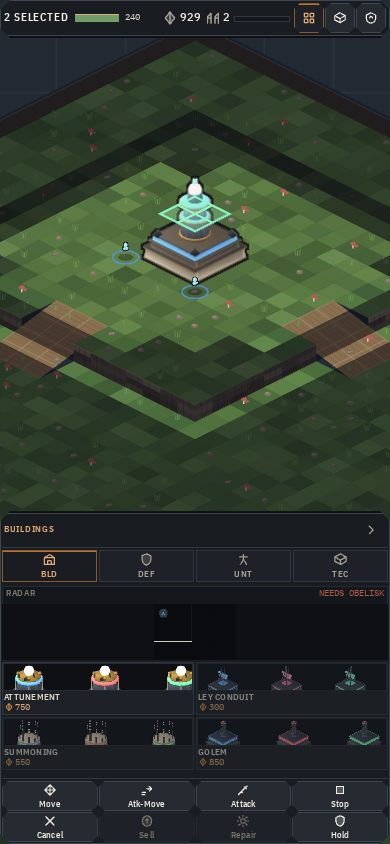 2 SELECTED 240 929 2
BUILDINGS
BLD DEF UNT TEC
RADAR NEEDS OBELISK
ATTUNEMENT LEY CONDUIT
750 300
SUMMONING GOLEM
550 850
Move Atk-Move Attack Stop
Cancel Sell Repair Hold